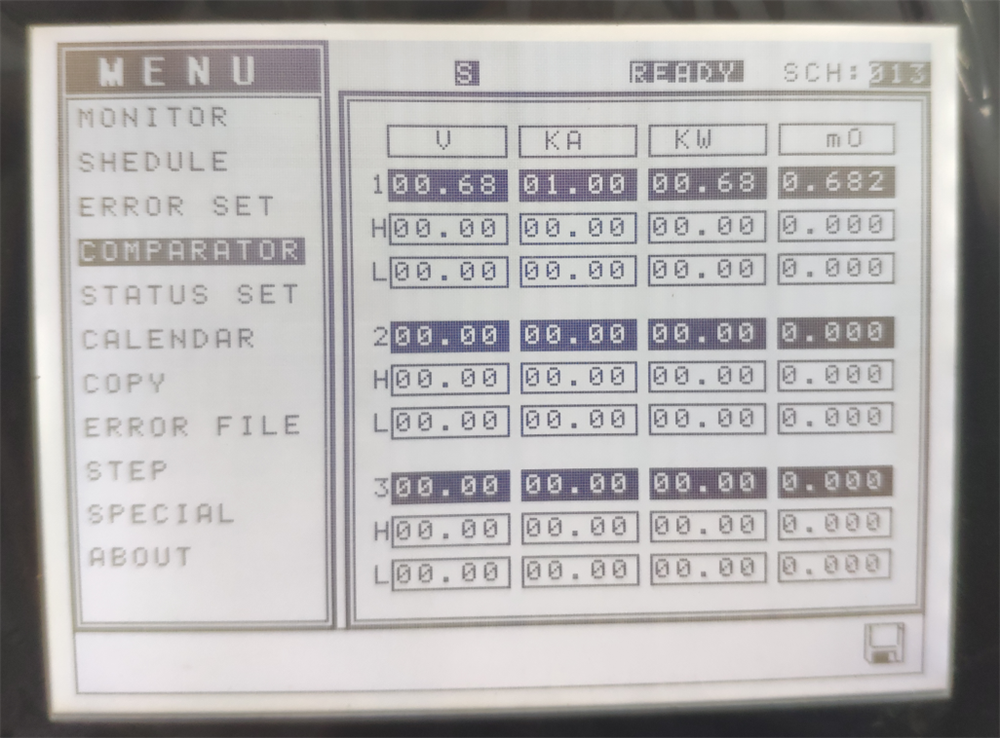 MENU S READY SCH:013
MONITOR
SHEDULE
ERROR SET
COMPARATOR
STATUS SET
CALENDAR
COPY
ERROR FILE
STEP
SPECIAL
ABOUT
V KA KW mO
1 00.68 01.00 00.68 0.682
H 00.00 00.00 00.00 0.000
L 00.00 00.00 00.00 0.000
2 00.00 00.00 00.00 0.000
H 00.00 00.00 00.00 0.000
L 00.00 00.00 00.00 0.000
3 00.00 00.00 00.00 0.000
H 00.00 00.00 00.00 0.000
L 00.00 00.00 00.00 0.000